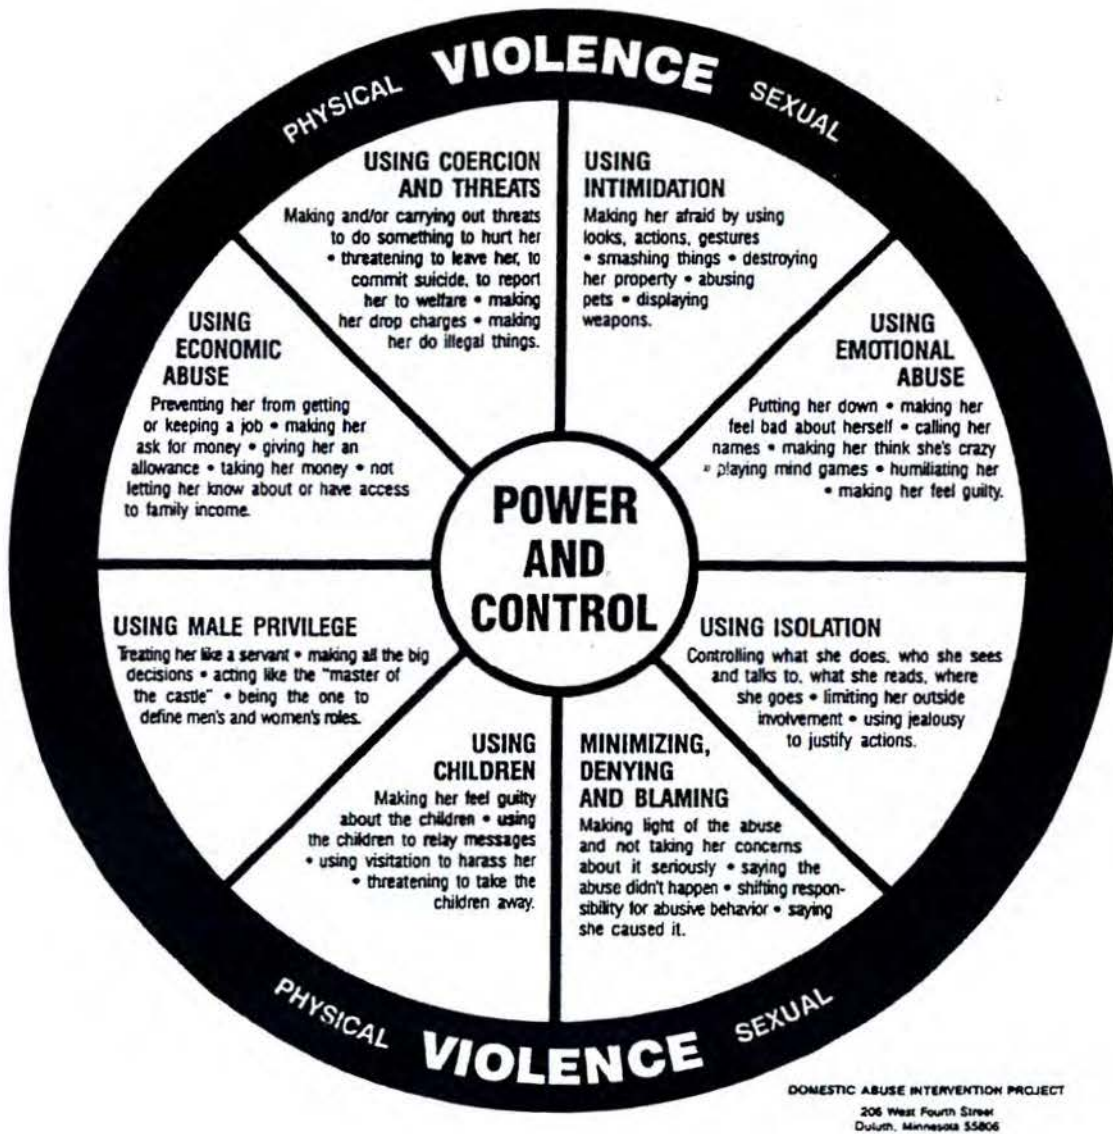 PHYSICAL VIOLENCE SEXUAL
USING COERCION
AND THREATS
Making and/or carrying out threats
to do something to hurt her
• threatening to leave her, to
commit suicide, to report
her to welfare • making
her drop charges • making
her do illegal things.
USING
INTIMIDATION
Making her afraid by using
looks, actions, gestures
• smashing things • destroying
her property • abusing
pets • displaying
weapons.
USING
EMOTIONAL
ABUSE
Putting her down • making her
feel bad about herself • calling her
names • making her think she's crazy
• playing mind games • humiliating her
• making her feel guilty.
USING ISOLATION
Controlling what she does, who she sees
and talks to, what she reads, where
she goes • limiting her outside
involvement • using jealousy
to justify actions.
MINIMIZING,
DENYING
AND BLAMING
Making light of the abuse
and not taking her concerns
about it seriously • saying the
abuse didn't happen • shifting respon-
sibility for abusive behavior • saying
she caused it.
USING
CHILDREN
Making her feel guilty
about the children • using
the children to relay messages
• using visitation to harass her
• threatening to take the
children away.
USING MALE PRIVILEGE
Treating her like a servant • making all the big
decisions • acting like the "master of
the castle" • being the one to
define men's and women's roles.
USING
ECONOMIC
ABUSE
Preventing her from getting
or keeping a job • making her
ask for money • giving her an
allowance • taking her money • not
letting her know about or have access
to family income.
POWER
AND
CONTROL
PHYSICAL VIOLENCE SEXUAL
DOMESTIC ABUSE INTERVENTION PROJECT
206 West Fourth Street
Duluth, Minnesota 55806